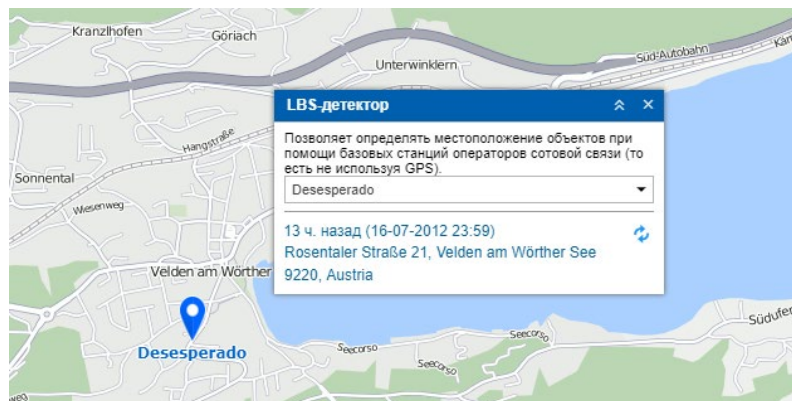 Kranzlhofen
Göriach
Unterwinklern
Süd-Autobahn
Kärn
LBS-детектор
Hangstraße
Позволяет определять местоположение объектов при
помощи базовых станций операторов сотовой связи (то
есть не используя GPS).
Sonnental
Desesperado
Wiesenweg
13 ч. назад (16-07-2012 23:59)
Rosentaler Straße 21, Velden am Wörther See
9220, Austria
Velden am Wörther
Südufer
Desesperado
Seecorso
Seecorso
Seecorso
weg